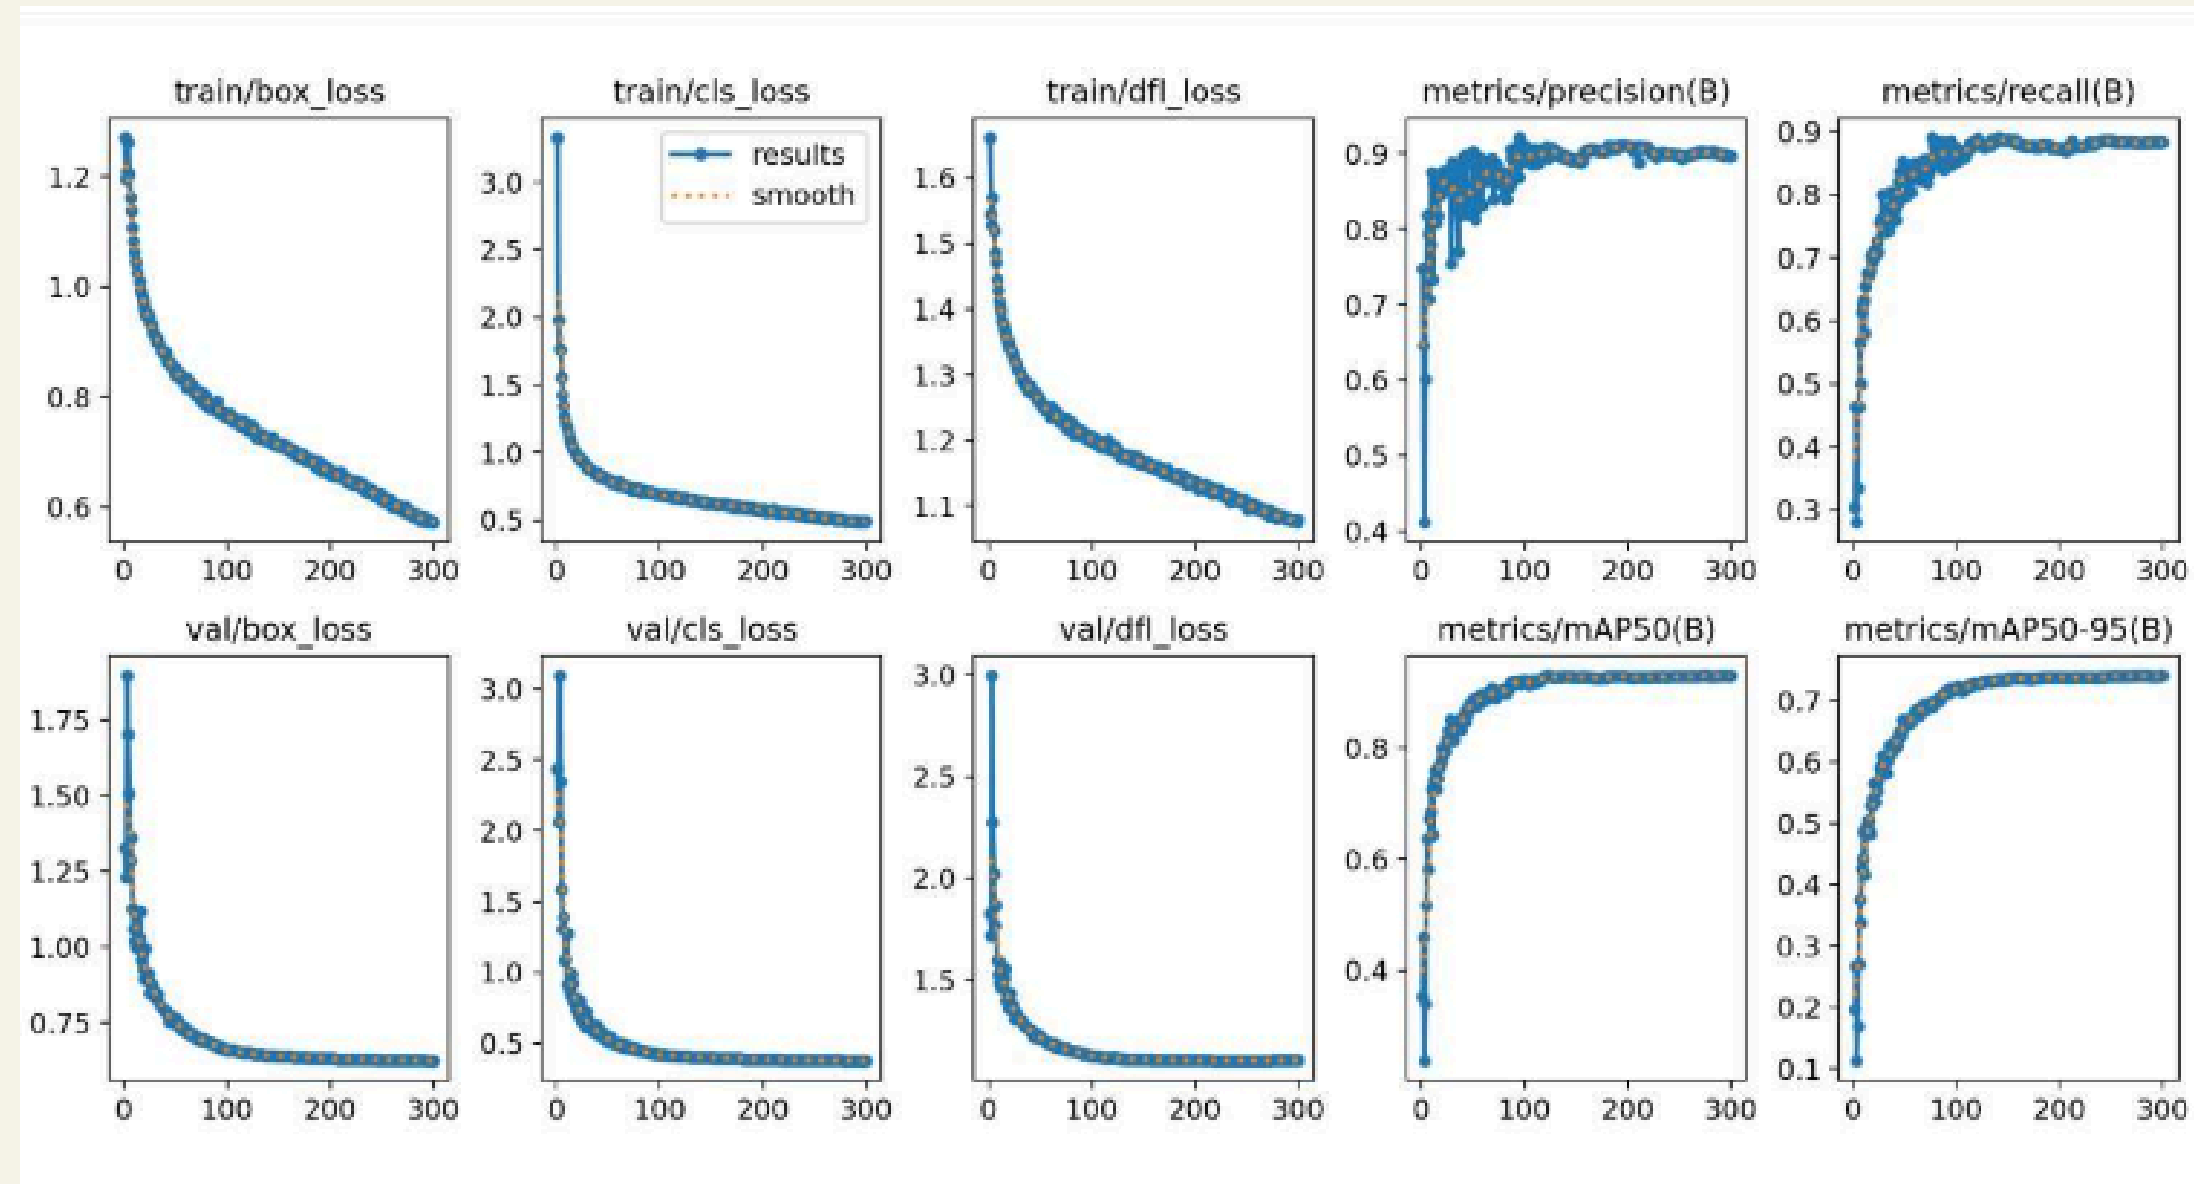 train/box_loss
1.2
1.0
0.8
0.6
0 100 200 300
train/cls_loss
results
smooth
3.0
2.5
2.0
1.5
1.0
0.5
0 100 200 300
train/dfl_loss
1.6
1.5
1.4
1.3
1.2
1.1
0 100 200 300
metrics/precision(B)
0.9
0.8
0.7
0.6
0.5
0.4
0 100 200 300
metrics/recall(B)
0.9
0.8
0.7
0.6
0.5
0.4
0.3
0 100 200 300
val/box_loss
1.75
1.50
1.25
1.00
0.75
0 100 200 300
val/cls_loss
3.0
2.5
2.0
1.5
1.0
0.5
0 100 200 300
val/dfl_loss
3.0
2.5
2.0
1.5
0 100 200 300
metrics/mAP50(B)
0.8
0.6
0.4
0 100 200 300
metrics/mAP50-95(B)
0.7
0.6
0.5
0.4
0.3
0.2
0.1
0 100 200 300